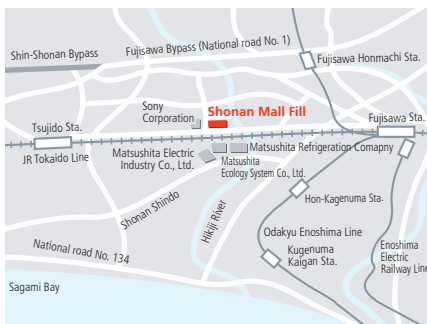 Shin-Shonan Bypass
Fujisawa Bypass (National road No. 1)
Fujisawa Honmachi Sta.
Sony
Corporation
Shonan Mall Fill
Fujisawa Sta.
Tsujido Sta.
JR Tokaido Line
Matsushita Electric
Industry Co., Ltd.
Matsushita Refrigeration Comapny
Matsushita
Ecology System Co., Ltd.
Hon-Kagenuma Sta.
Shonan Shindo
Hikiji River
Odakyu Enoshima Line
Kugenuma
Kaigan Sta.
Enoshima
Electric
Railway Line
National road No. 134
Sagami Bay